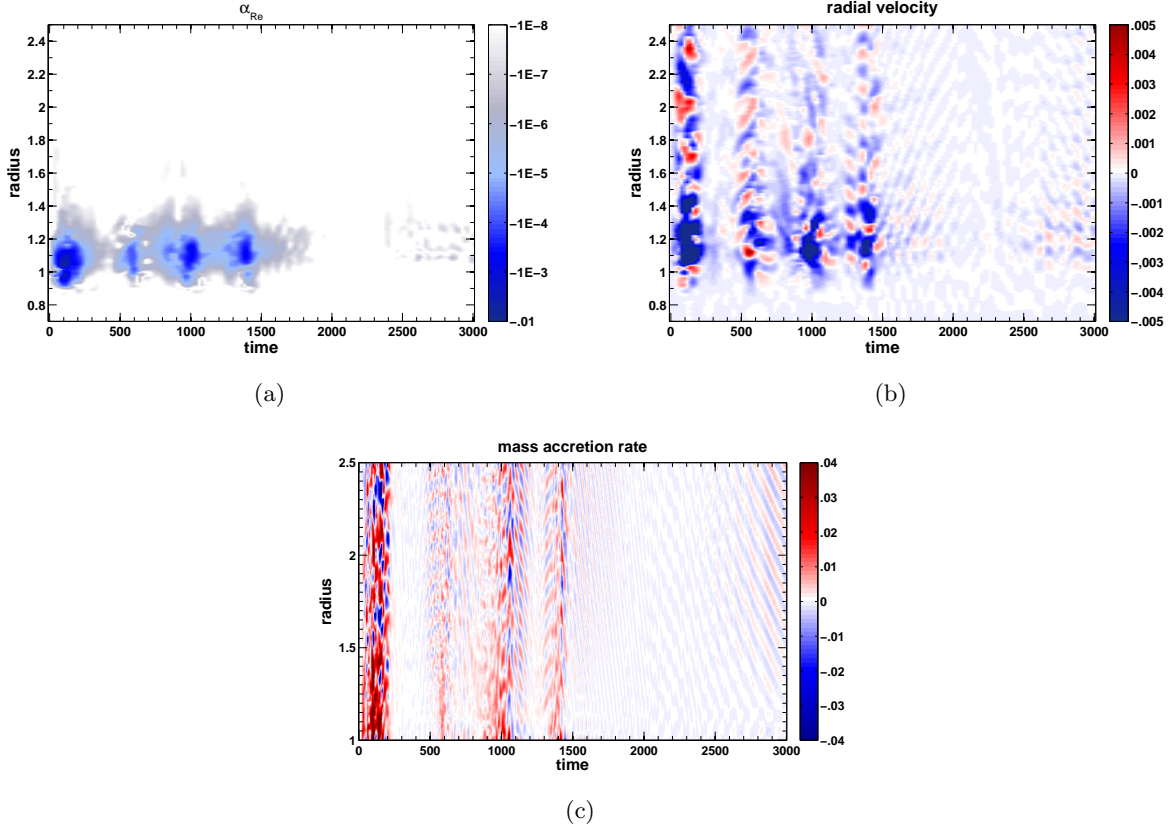 α_Re
radius
2.4
2.2
2
1.8
1.6
1.4
1.2
1
0.8
0 500 1000 1500 2000 2500 3000
time
-1E-8
-1E-7
-1E-6
-1E-5
-1E-4
-1E-3
-.01
(a)
radial velocity
radius
2.4
2.2
2
1.8
1.6
1.4
1.2
1
0.8
0 500 1000 1500 2000 2500 3000
time
.005
.004
.003
.002
.001
0
-.001
-.002
-,003
-.004
-.005
(b)
mass accretion rate
radius
2.5
2
1.5
1
0 500 1000 1500 2000 2500 3000
time
.04
.03
.02
.01
0
-.01
-.02
-.03
-.04
(c)